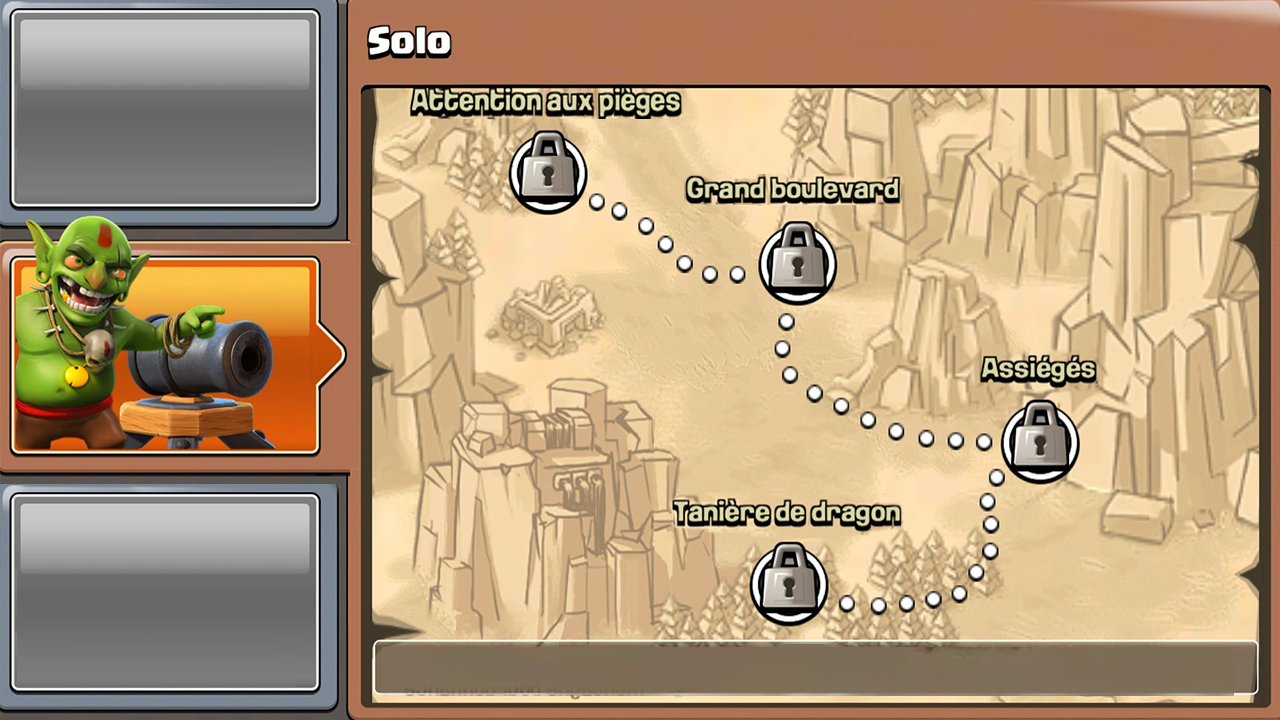 Solo
Attention aux pièges
Grand boulevard
Assiégés
Tanière de dragon